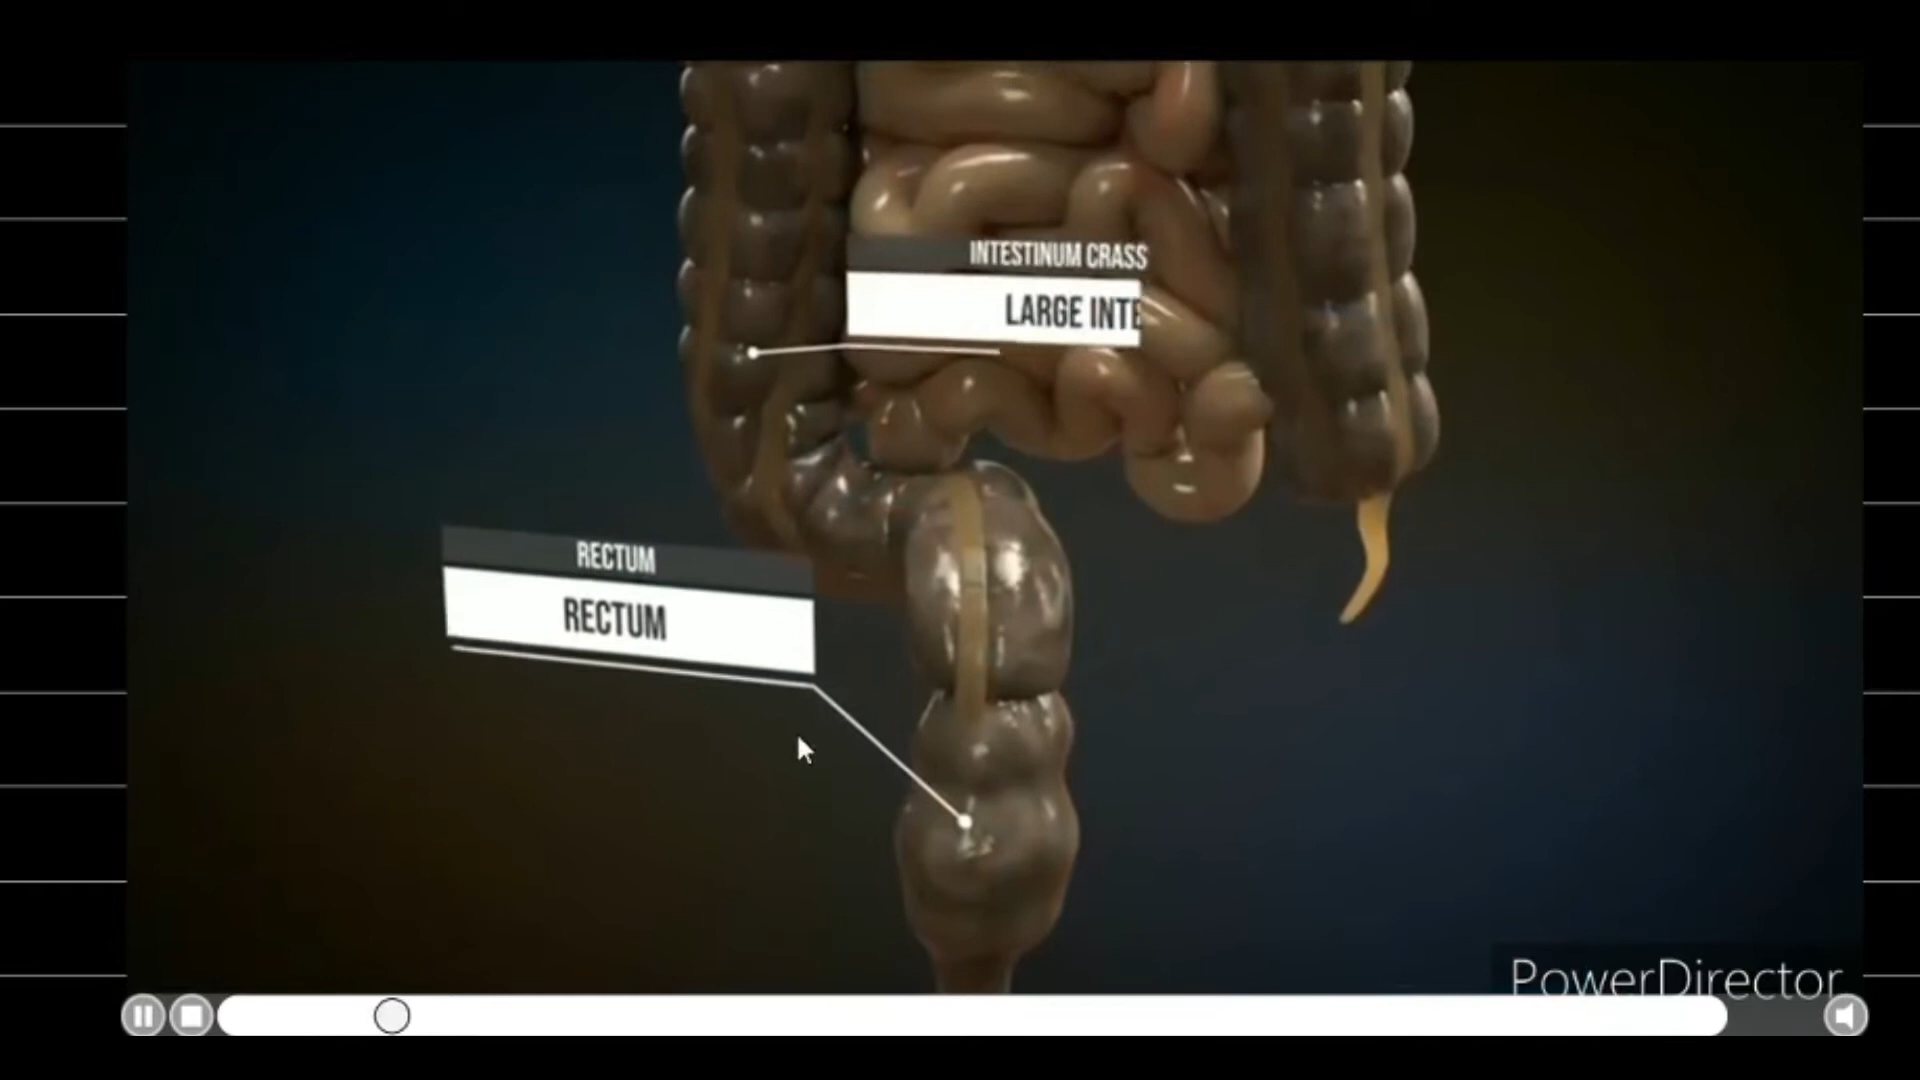 INTESTINUM CRASS
LARGE INTE
RECTUM
RECTUM
PowerDirector